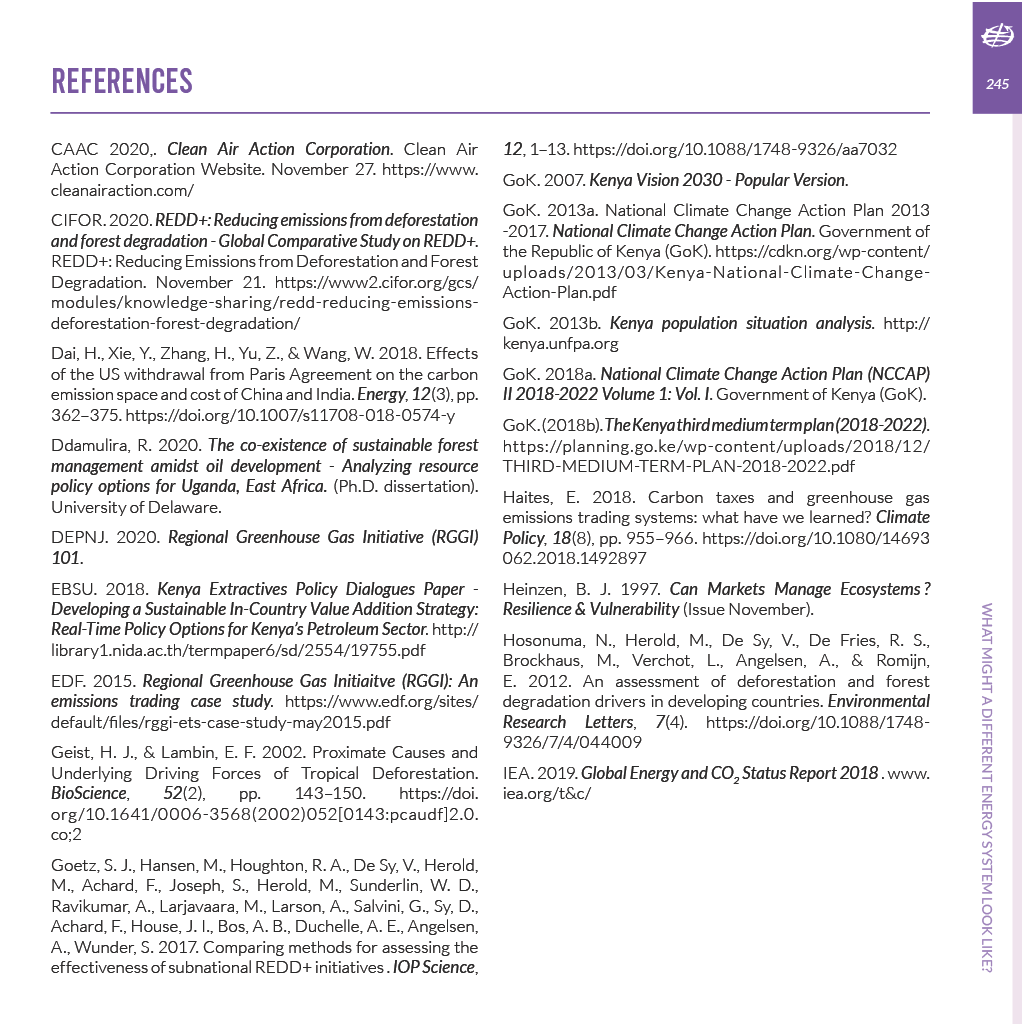 245
REFERENCES
CAAC 2020,. Clean Air Action Corporation. Clean Air
Action Corporation Website. November 27. https://www.
cleanairaction.com/
CIFOR. 2020. REDD+: Reducing emissions from deforestation
and forest degradation - Global Comparative Study on REDD+.
REDD+: Reducing Emissions from Deforestation and Forest
Degradation. November 21. https://www2.cifor.org/gcs/
modules/knowledge-sharing/redd-reducing-emissions-
deforestation-forest-degradation/
Dai, H., Xie, Y., Zhang, H., Yu, Z., & Wang, W. 2018. Effects
of the US withdrawal from Paris Agreement on the carbon
emission space and cost of China and India. Energy, 12(3), pp.
362–375. https://doi.org/10.1007/s11708-018-0574-y
Ddamulira, R. 2020. The co-existence of sustainable forest
management amidst oil development - Analyzing resource
policy options for Uganda, East Africa. (Ph.D. dissertation).
University of Delaware.
DEPNJ. 2020. Regional Greenhouse Gas Initiative (RGGI)
101.
EBSU. 2018. Kenya Extractives Policy Dialogues Paper -
Developing a Sustainable In-Country Value Addition Strategy:
Real-Time Policy Options for Kenya's Petroleum Sector. http://
library1.nida.ac.th/termpaper6/sd/2554/19755.pdf
EDF. 2015. Regional Greenhouse Gas Initiaitve (RGGI): An
emissions trading case study. https://www.edf.org/sites/
default/files/rggi-ets-case-study-may2015.pdf
Geist, H. J., & Lambin, E. F. 2002. Proximate Causes and
Underlying Driving Forces of Tropical Deforestation.
BioScience, 52(2), pp. 143–150. https://doi.
org/10.1641/0006-3568(2002)052[0143:pcaudf]2.0.
co;2
Goetz, S. J., Hansen, M., Houghton, R. A., De Sy, V., Herold,
M., Achard, F., Joseph, S., Herold, M., Sunderlin, W. D.,
Ravikumar, A., Larjavaara, M., Larson, A., Salvini, G., Sy, D.,
Achard, F., House, J. I., Bos, A. B., Duchelle, A. E., Angelsen,
A., Wunder, S. 2017. Comparing methods for assessing the
effectiveness of subnational REDD+ initiatives . IOP Science,
12, 1–13. https://doi.org/10.1088/1748-9326/aa7032
GoK. 2007. Kenya Vision 2030 - Popular Version.
GoK. 2013a. National Climate Change Action Plan 2013
-2017. National Climate Change Action Plan. Government of
the Republic of Kenya (GoK). https://cdkn.org/wp-content/
uploads/2013/03/Kenya-National-Climate-Change-
Action-Plan.pdf
GoK. 2013b. Kenya population situation analysis. http://
kenya.unfpa.org
GoK. 2018a. National Climate Change Action Plan (NCCAP)
II 2018-2022 Volume 1: Vol. I. Government of Kenya (GoK).
GoK. (2018b). The Kenya third medium term plan (2018-2022).
https://planning.go.ke/wp-content/uploads/2018/12/
THIRD-MEDIUM-TERM-PLAN-2018-2022.pdf
Haites, E. 2018. Carbon taxes and greenhouse gas
emissions trading systems: what have we learned? Climate
Policy, 18(8), pp. 955–966. https://doi.org/10.1080/14693
062.2018.1492897
Heinzen, B. J. 1997. Can Markets Manage Ecosystems ?
Resilience & Vulnerability (Issue November).
Hosonuma, N., Herold, M., De Sy, V., De Fries, R. S.,
Brockhaus, M., Verchot, L., Angelsen, A., & Romijn,
E. 2012. An assessment of deforestation and forest
degradation drivers in developing countries. Environmental
Research Letters, 7(4). https://doi.org/10.1088/1748-
9326/7/4/044009
IEA. 2019. Global Energy and CO₂ Status Report 2018 . www.
iea.org/t&c/
WHAT MIGHT A DIFFERENT ENERGY SYSTEM LOOK LIKE?